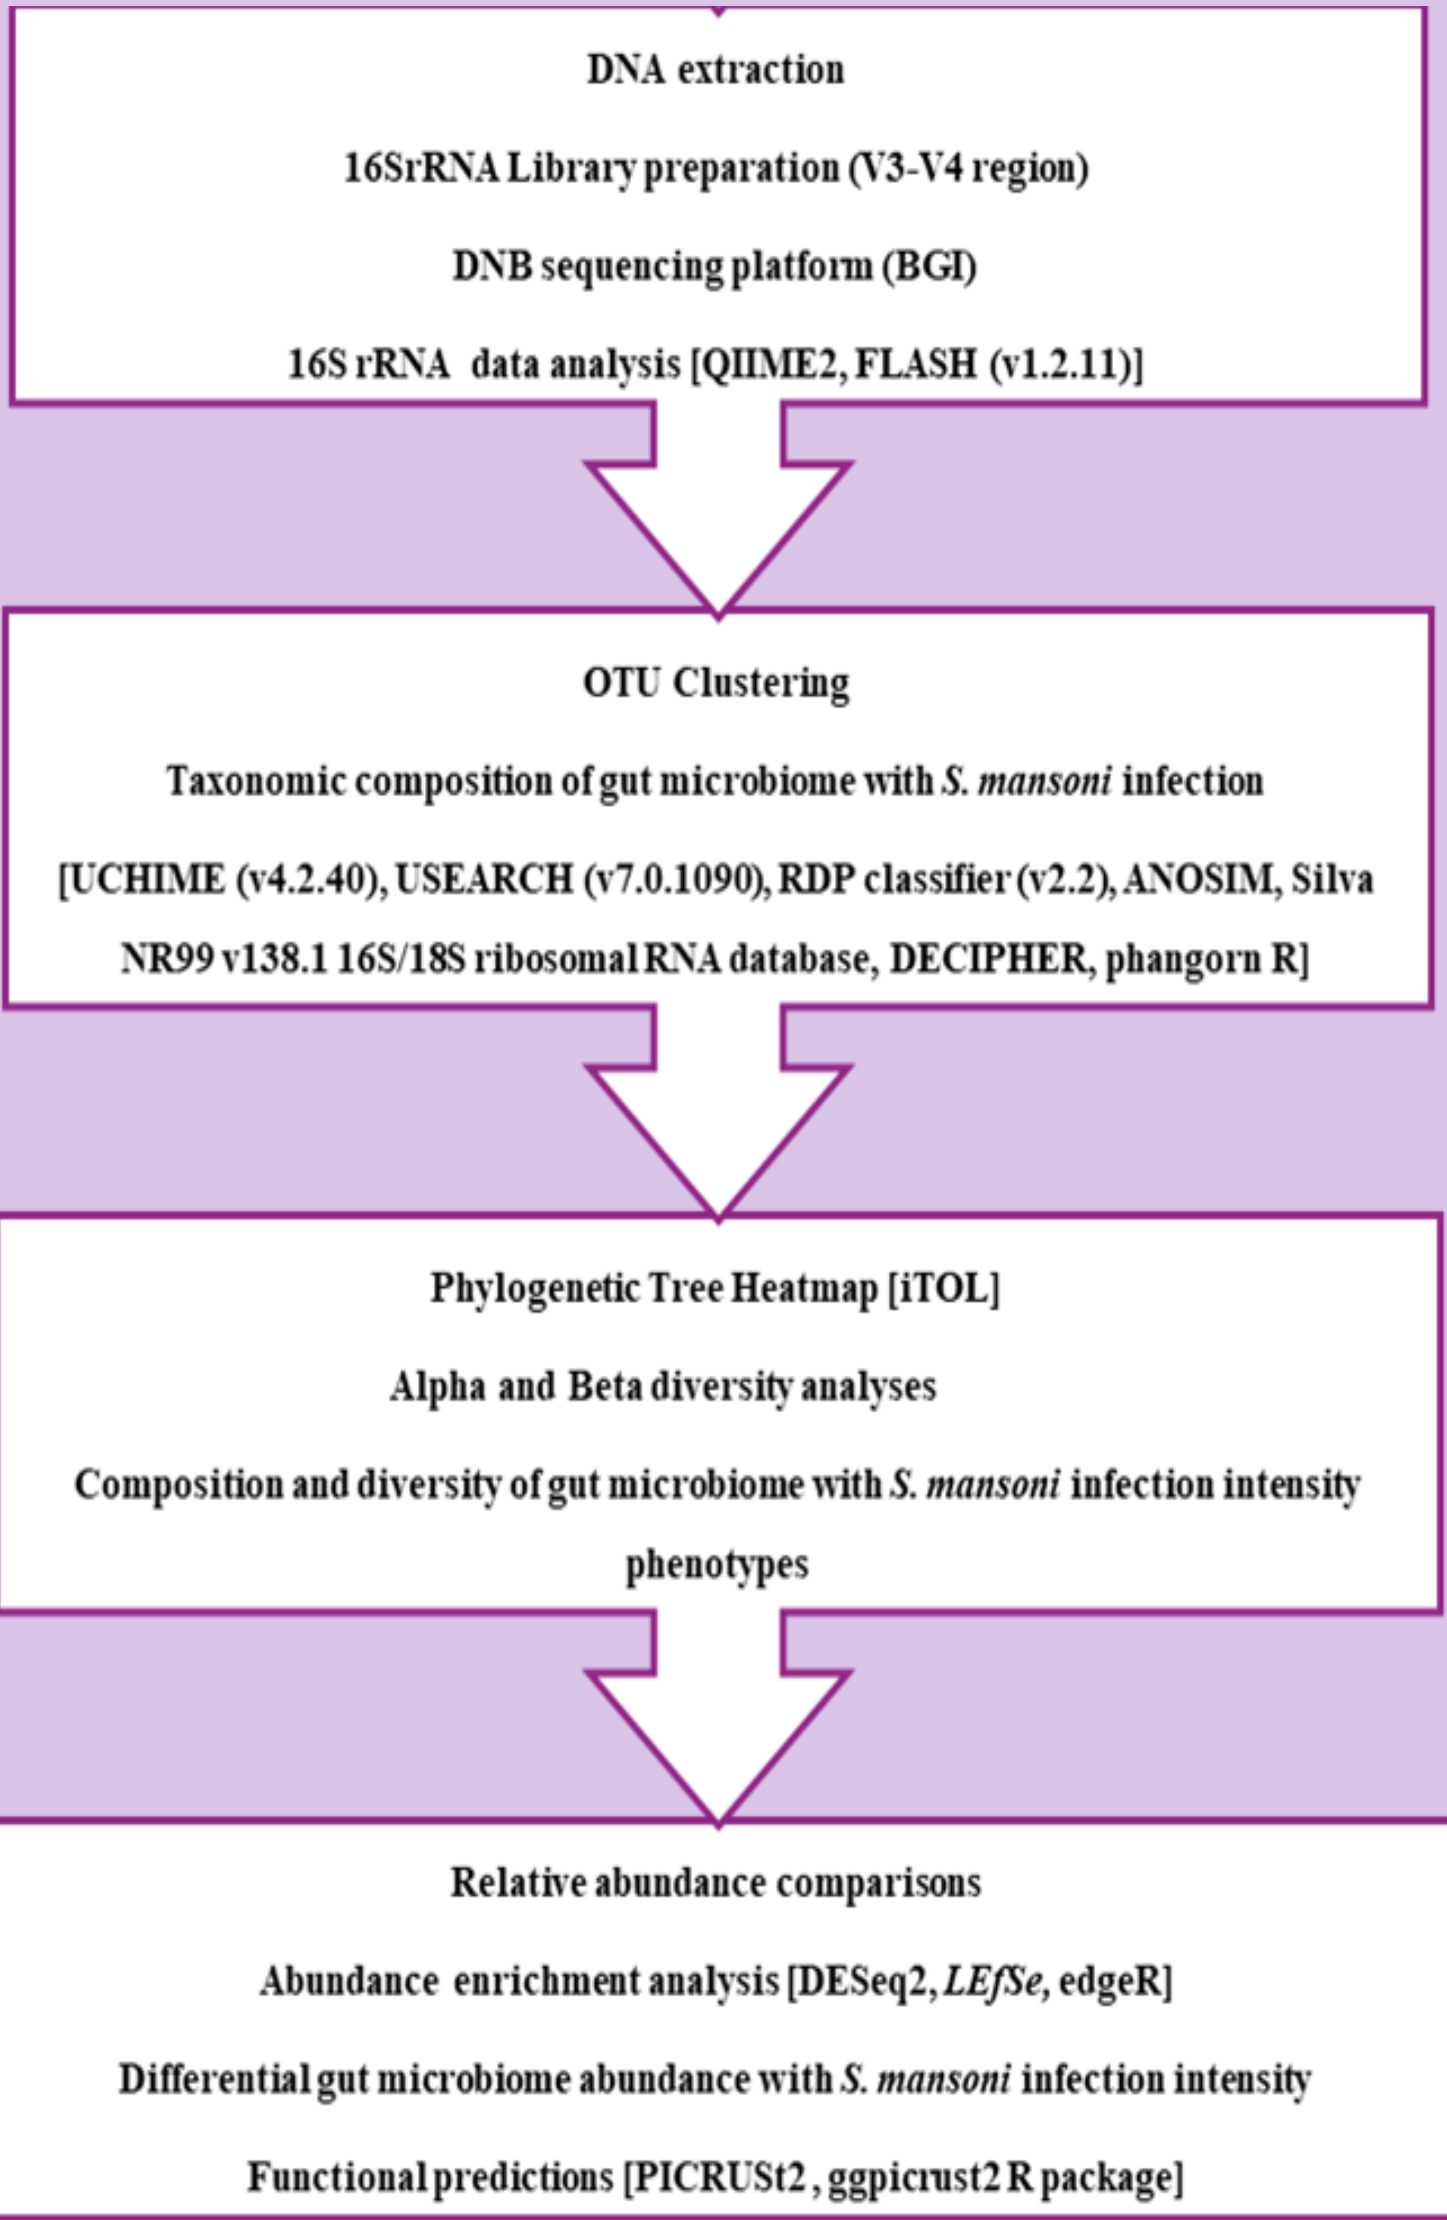 DNA extraction
16SrRNA Library preparation (V3-V4 region)
DNB sequencing platform (BGI)
16S rRNA data analysis [QIIME2, FLASH (v1.2.11)]
OTU Clustering
Taxonomic composition of gut microbiome with S. mansoni infection
[UCHIME (v4.2.40), USEARCH (v7.0.1090), RDP classifier (v2.2), ANOSIM, Silva
NR99 v138.1 16S/18S ribosomal RNA database, DECIPHER, phangorn R]
Phylogenetic Tree Heatmap [iTOL]
Alpha and Beta diversity analyses
Composition and diversity of gut microbiome with S. mansoni infection intensity
phenotypes
Relative abundance comparisons
Abundance enrichment analysis [DESeq2, LEfSe, edgeR]
Differential gut microbiome abundance with S. mansoni infection intensity
Functional predictions [PICRUSt2 , ggpicrust2 R package]